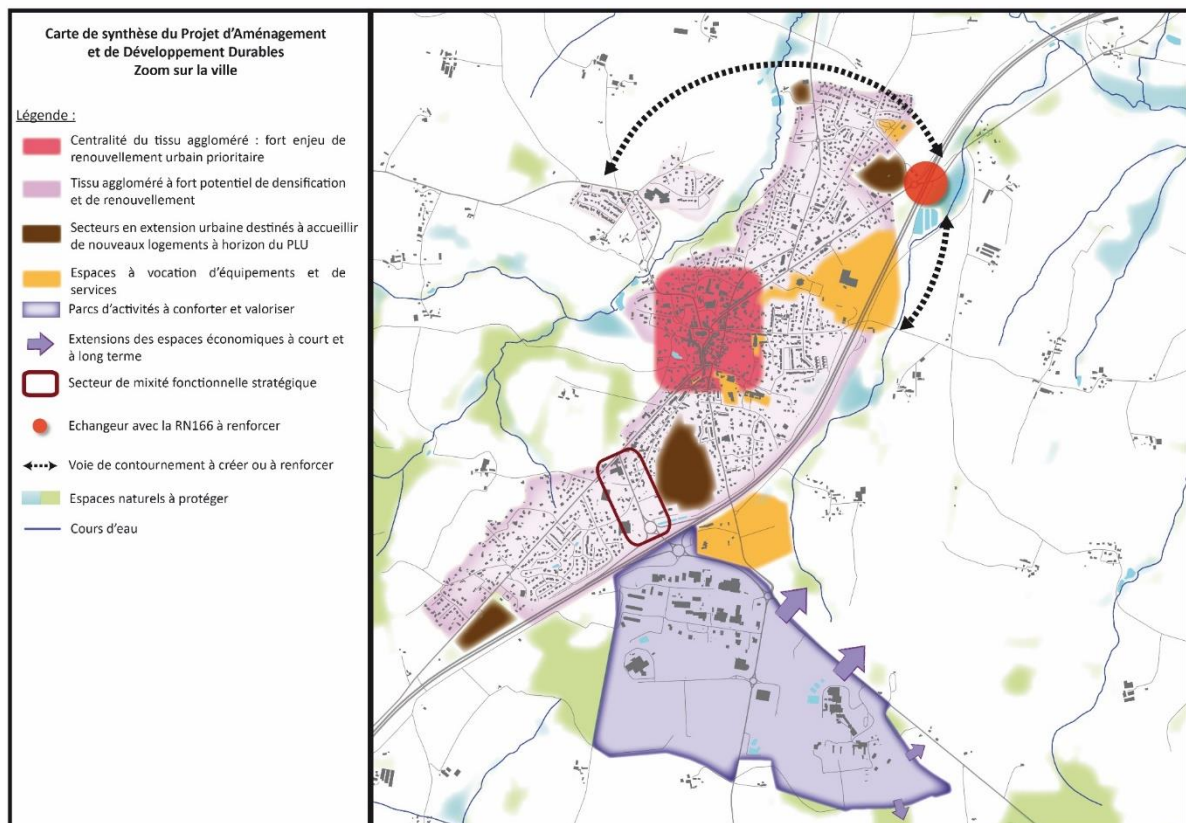 Carte de synthèse du Projet d'Aménagement
et de Développement Durables
Zoom sur la ville
Légende :
Centralité du tissu aggloméré : fort enjeu de
renouvellement urbain prioritaire
Tissu aggloméré à fort potentiel de densification
et de renouvellement
Secteurs en extension urbaine destinés à accueillir
de nouveaux logements à horizon du PLU
Espaces à vocation d'équipements et de
services
Parcs d'activités à conforter et valoriser
Extensions des espaces économiques à court et
à long terme
Secteur de mixité fonctionnelle stratégique
Echangeur avec la RN166 à renforcer
Voie de contournement à créer ou à renforcer
Espaces naturels à protéger
Cours d'eau